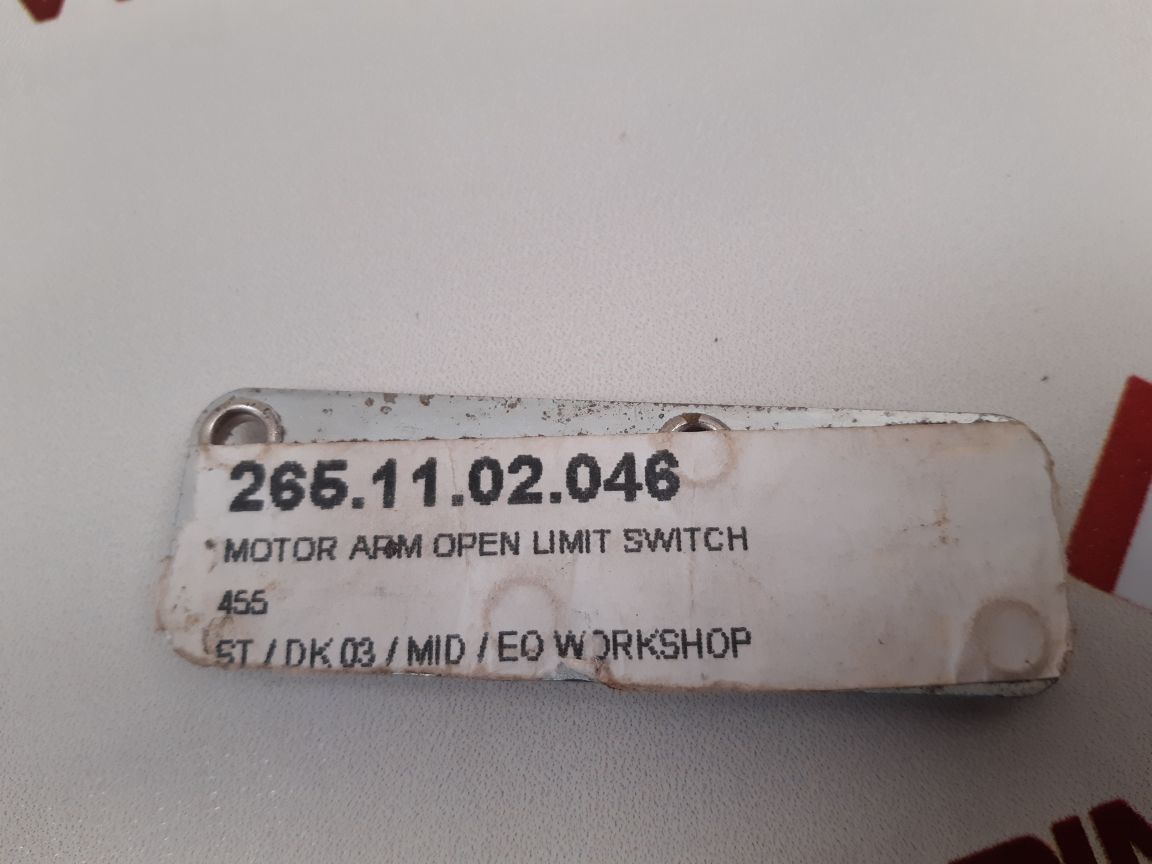 265.11.02.046
MOTOR ARM OPEN LIMIT SWITCH
455
ST / DK 03 / MID / EO WORKSHOP